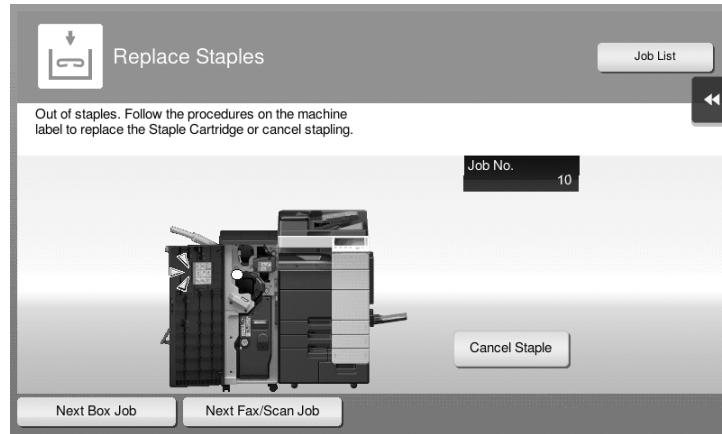 Replace Staples
Job List
Out of staples. Follow the procedures on the machine
label to replace the Staple Cartridge or cancel stapling.
Job No.
10
Cancel Staple
Next Box Job
Next Fax/Scan Job